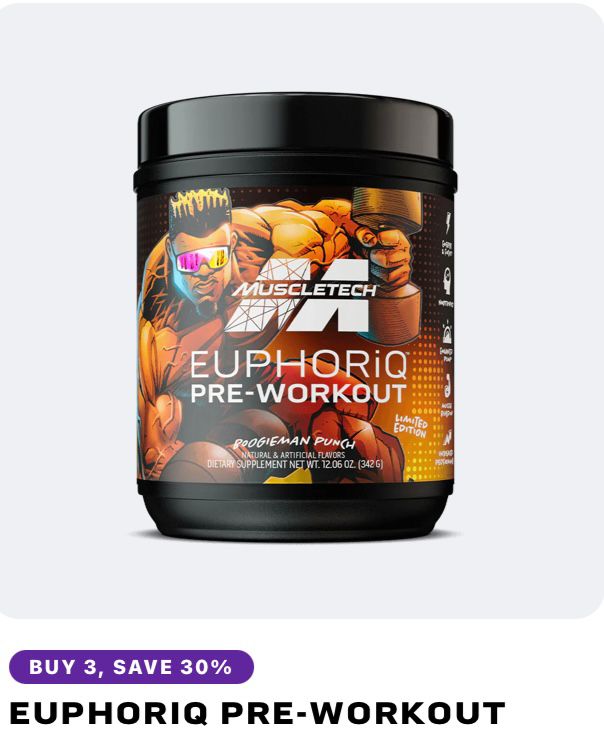 MUSCLETECH
EUPHORiQ™
PRE-WORKOUT
LIMITED
EDITION
BOOGIEMAN PUNCH
NATURAL & ARTIFICIAL FLAVORS
DIETARY SUPPLEMENT NET WT. 12.06 OZ. (342 G)
BUY 3, SAVE 30%
EUPHORIQ PRE-WORKOUT